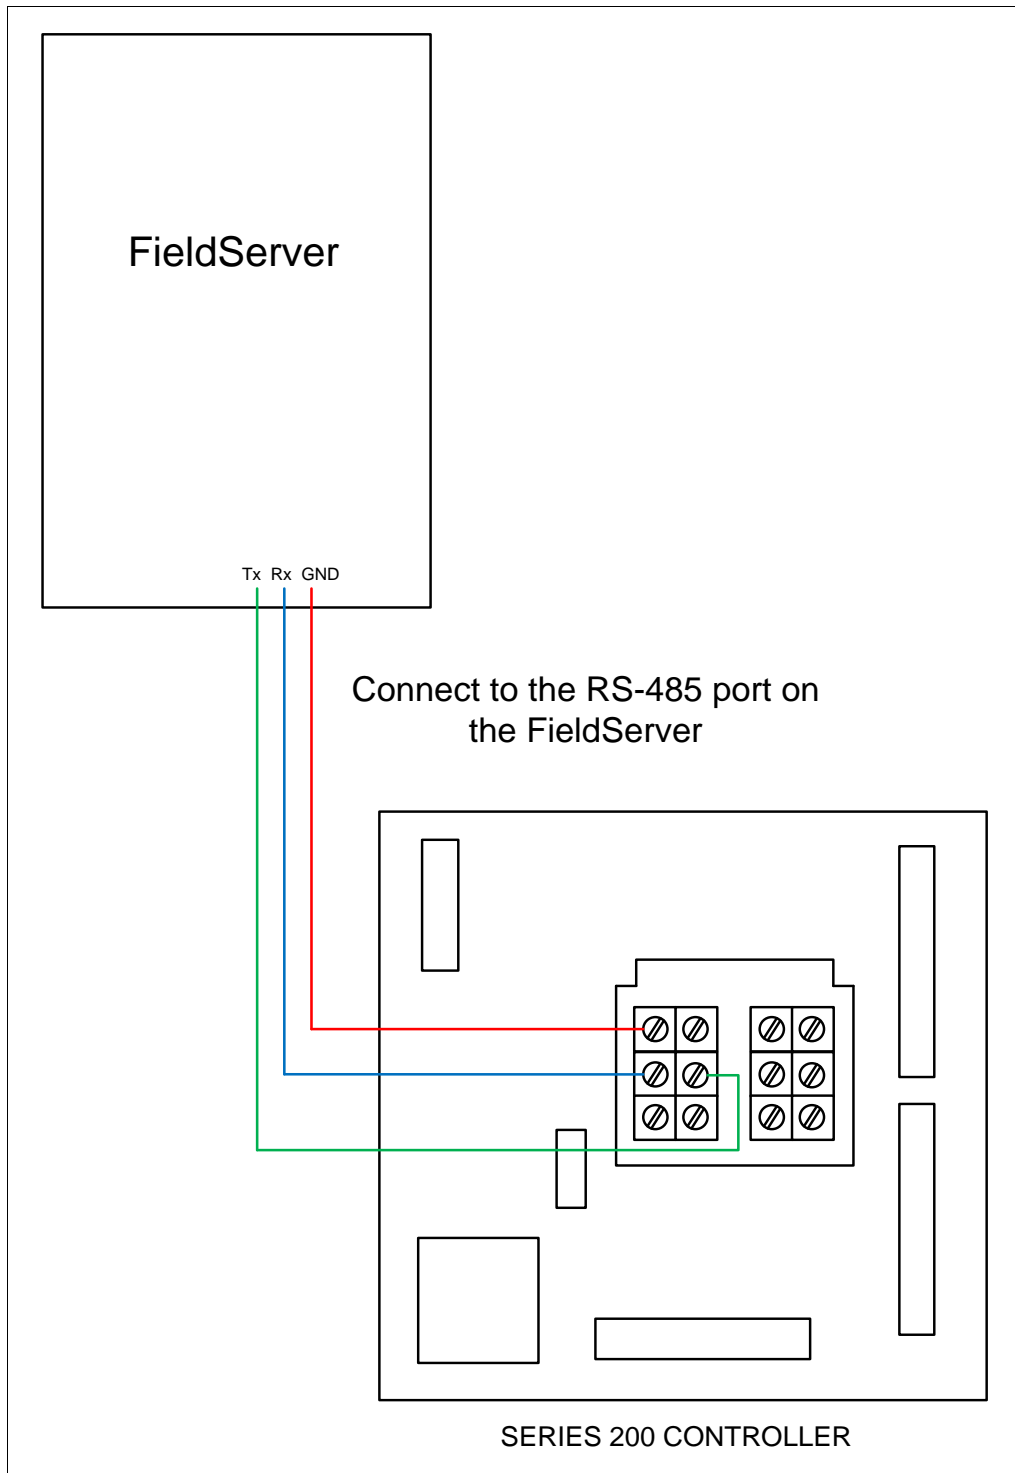 FieldServer
Tx Rx GND
Connect to the RS-485 port on
the FieldServer
SERIES 200 CONTROLLER